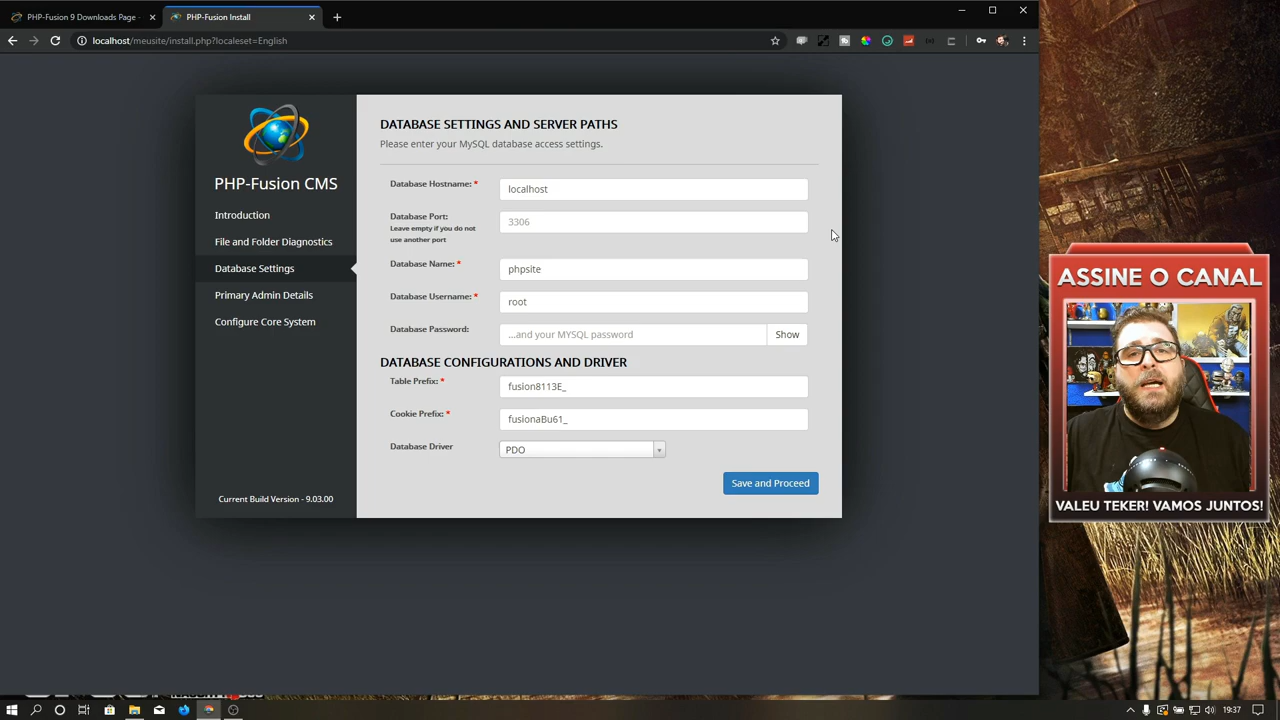 PHP-Fusion 9 Downloads Page -
PHP-Fusion Install
localhost/meusite/install.php?localeset=English
PHP-Fusion CMS
Introduction
File and Folder Diagnostics
Database Settings
Primary Admin Details
Configure Core System
Current Build Version - 9.03.00
DATABASE SETTINGS AND SERVER PATHS
Please enter your MySQL database access settings.
Database Hostname: *
localhost
Database Port:
Leave empty if you do not
use another port
3306
Database Name: *
phpsite
Database Username: *
root
Database Password:
...and your MYSQL password
Show
DATABASE CONFIGURATIONS AND DRIVER
Table Prefix: *
fusion8113E_
Cookie Prefix: *
fusionaBu61_
Database Driver
PDO
Save and Proceed
ASSINE O CANAL
VALEU TEKER! VAMOS JUNTOS!
19:37